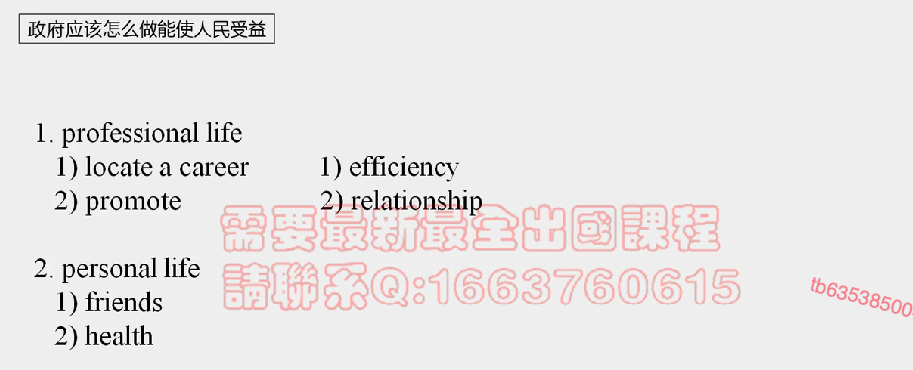 政府应该怎么做能使人民受益
1. professional life
1) locate a career 1) efficiency
2) promote 2) relationship
需要最新最全出國課程
2. personal life
請聯系Q:1663760615
1) friends
2) health
tb63538500